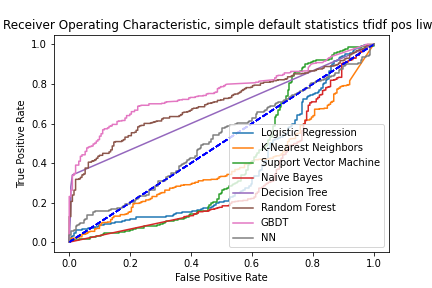 Receiver Operating Characteristic, simple default statistics tfidf pos liw
1.0
0.8
0.6
0.4
0.2
0.0
True Positive Rate
Logistic Regression
K-Nearest Neighbors
Support Vector Machine
Naive Bayes
Decision Tree
Random Forest
GBDT
NN
0.0 0.2 0.4 0.6 0.8 1.0
False Positive Rate